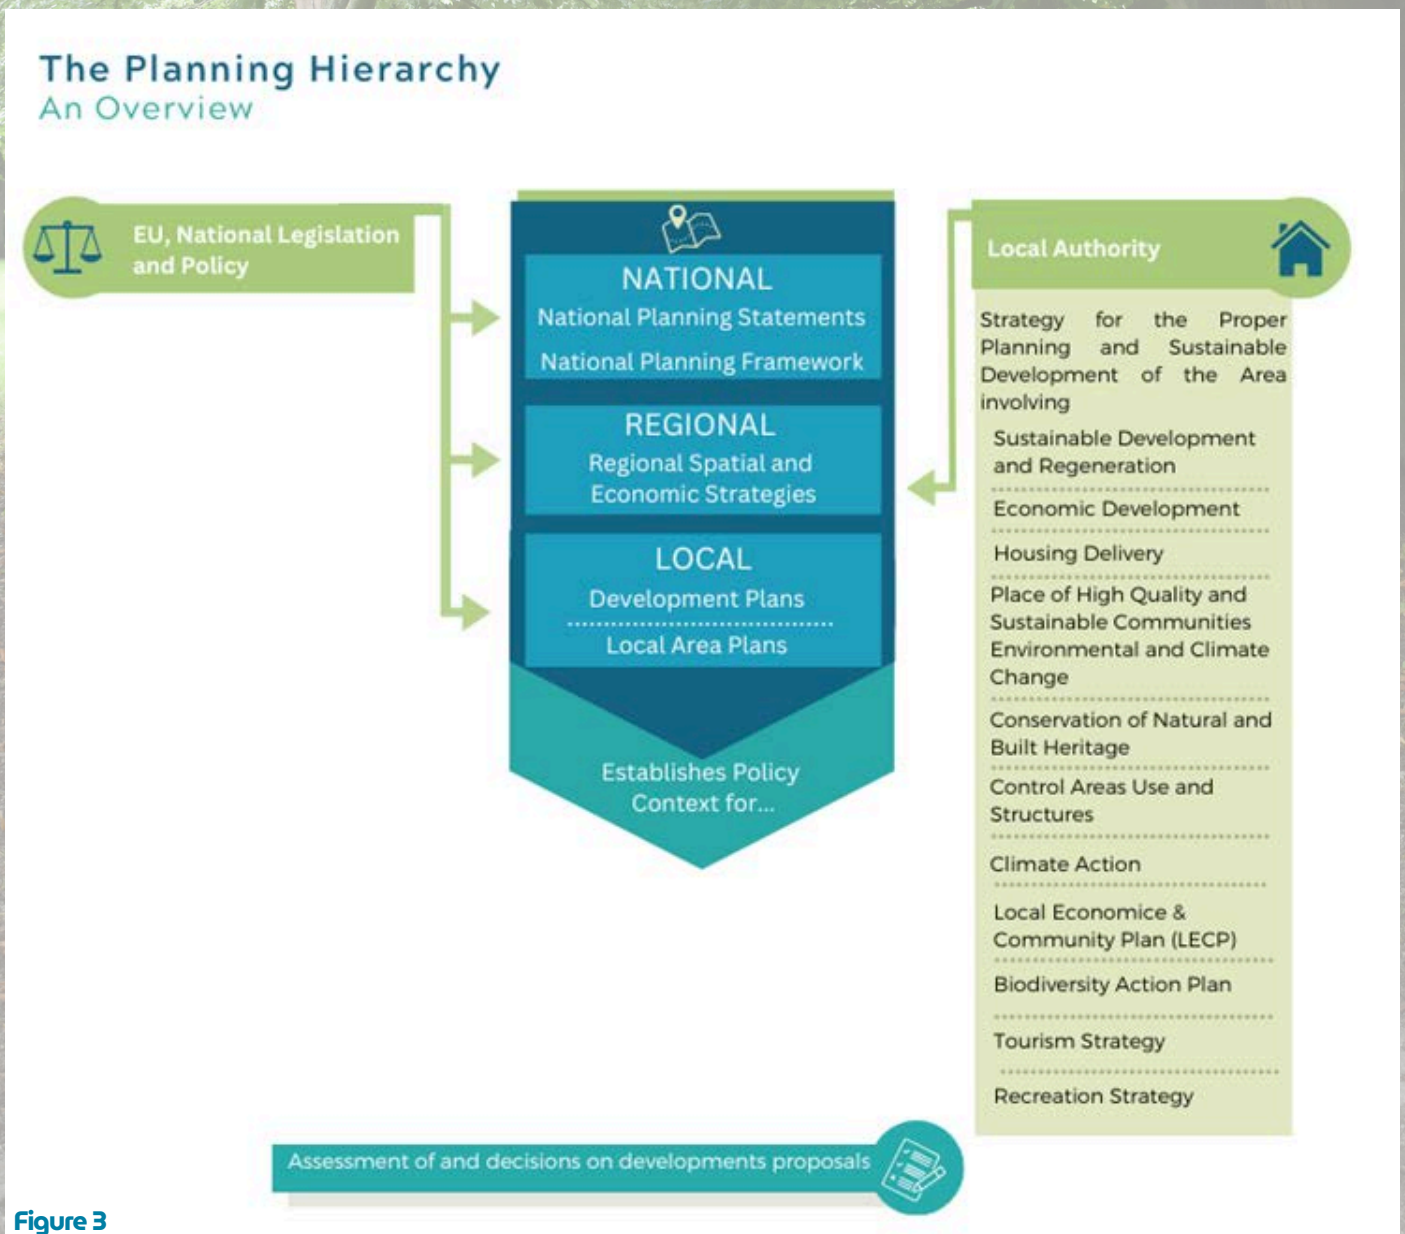 The Planning Hierarchy
An Overview
EU, National Legislation
and Policy
NATIONAL
National Planning Statements
National Planning Framework
REGIONAL
Regional Spatial and
Economic Strategies
LOCAL
Development Plans
Local Area Plans
Establishes Policy
Context for...
Local Authority
Strategy for the Proper
Planning and Sustainable
Development of the Area
involving
Sustainable Development
and Regeneration
Economic Development
Housing Delivery
Place of High Quality and
Sustainable Communities
Environmental and Climate
Change
Conservation of Natural and
Built Heritage
Control Areas Use and
Structures
Climate Action
Local Economice &
Community Plan (LECP)
Biodiversity Action Plan
Tourism Strategy
Recreation Strategy
Assessment of and decisions on developments proposals
Figure 3